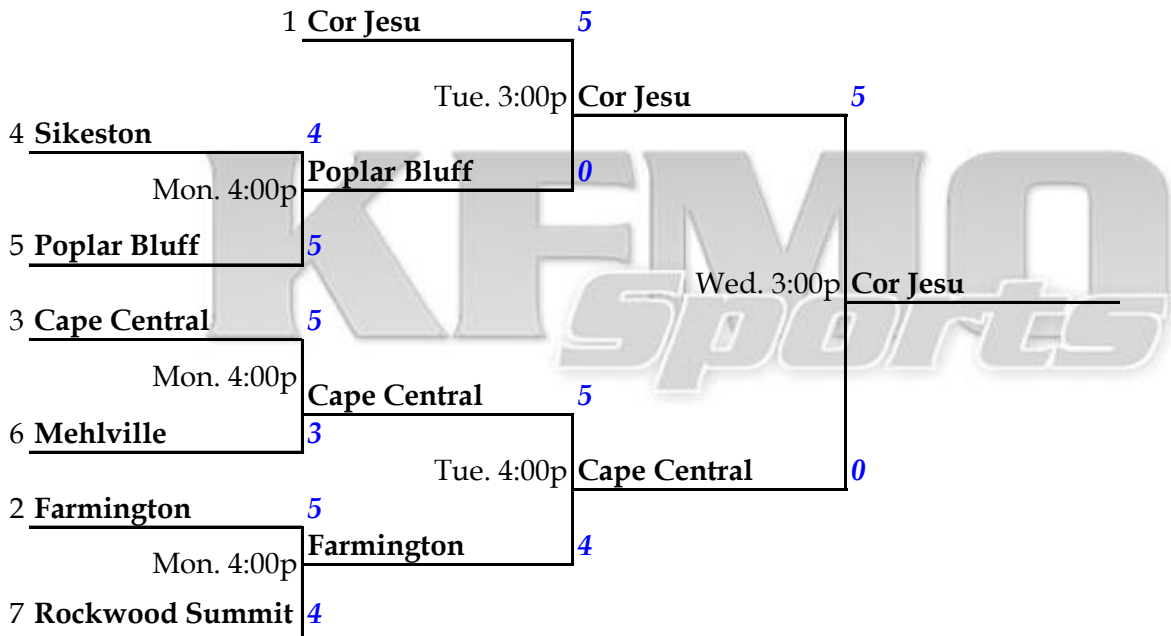 1 Cor Jesu 5
Tue. 3:00p Cor Jesu 5
4 Sikeston 4
Poplar Bluff 0
Mon. 4:00p
5 Poplar Bluff 5
KFMO
Sports
Wed. 3:00p Cor Jesu
3 Cape Central 5
Mon. 4:00p
Cape Central 5
6 Mehlville 3
Tue. 4:00p Cape Central 0
2 Farmington 5
Farmington 4
Mon. 4:00p
7 Rockwood Summit 4